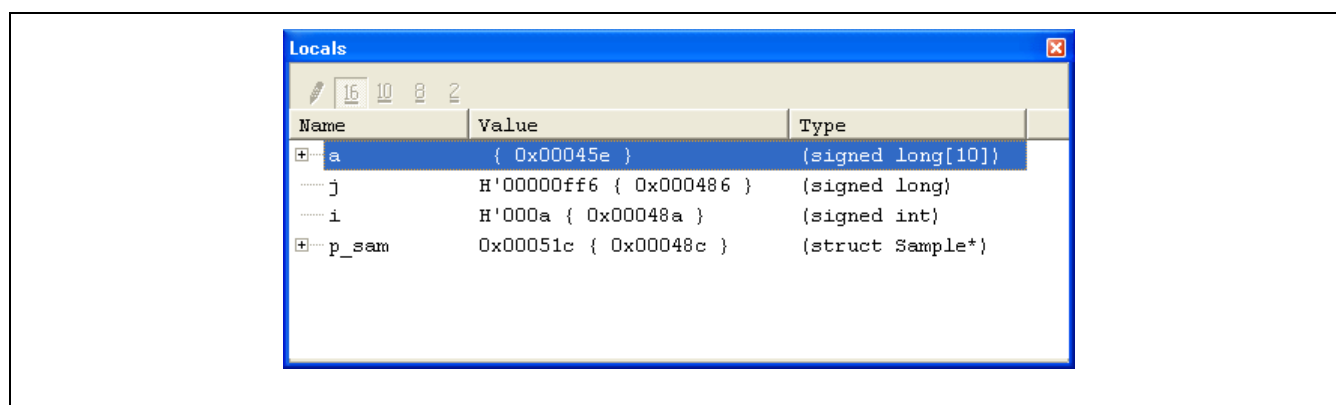 Locals
16 10 8 2
Name Value Type
a { 0x00045e } (signed long[10])
j H'00000ff6 { 0x000486 } (signed long)
i H'000a { 0x00048a } (signed int)
p_sam 0x00051c { 0x00048c } (struct Sample*)